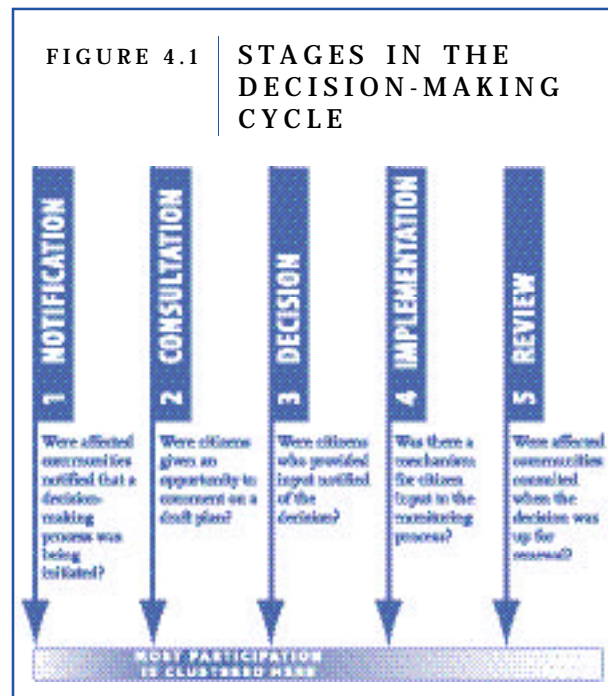 FIGURE 4.1
STAGES IN THE
DECISION-MAKING
CYCLE
1 NOTIFICATION
2 CONSULTATION
3 DECISION
4 IMPLEMENTATION
5 REVIEW
Were affected
communities
notified that a
decision-
making
process was
being
initiated?
Were citizens
given an
opportunity to
comment on a
draft plan?
Were citizens
who provided
input notified
of the
decision?
Was there a
mechanism
for citizen
input in the
monitoring
process?
Were affected
communities
consulted
when the
decision was
up for
renewal?
MOST PARTICIPATION
IS CLUSTERED HERE